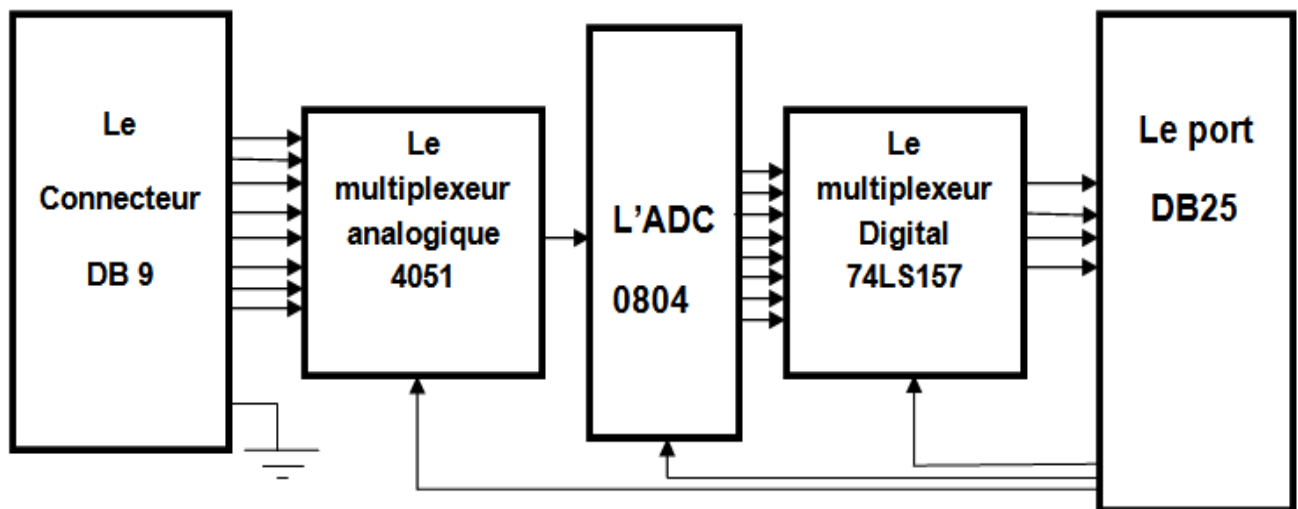 Le
Connecteur
DB 9
Le
multiplexeur
analogique
4051
L'ADC
0804
Le
multiplexeur
Digital
74LS157
Le port
DB25